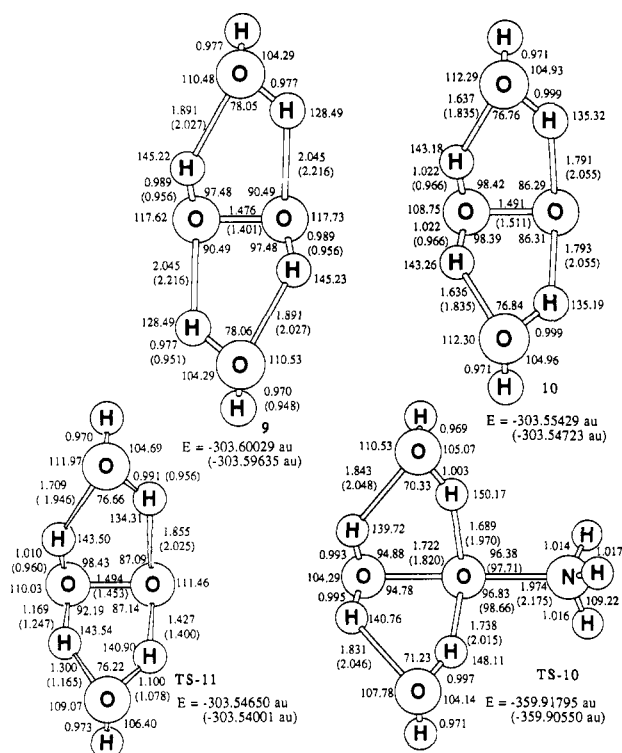 H
0.977
104.29
O
110.48
0.977
78.05
H
128.49
1.891
(2.027)
145.22
H
2.045
(2.216)
0.989
(0.956)
97.48
90.49
117.62
O
1.476
(1.401)
O
117.73
90.49
97.48
0.989
(0.956)
H
145.23
2.045
(2.216)
1.891
(2.027)
128.49
H
78.06
0.977
(0.951)
O
110.53
104.29
0.970
(0.948)
H
9
E = -303.60029 au
(-303.59635 au)
H
0.971
112.29
104.93
O
0.999
1.637
(1.835)
76.76
H
135.32
143.18
H
1.791
(2.055)
1.022
(0.966)
98.42
86.29
108.75
O
1.491
(1.511)
O
1.022
(0.966)
98.39
86.31
H
143.26
1.793
(2.055)
1.636
(1.835)
76.84
H
135.19
0.999
112.30
O
104.96
0.971
H
10
E = -303.55429 au
(-303.54723 au)
H
0.970
104.69
111.97
O
0.991 (0.956)
1.709
(1.946)
76.66
H
134.31
H
143.50
1.855
(2.025)
1.010
(0.960)
98.43
87.09
110.03
O
1.494
(1.453)
O
111.46
1.169
(1.247)
92.19
87.14
1.427
(1.400)
H
143.54
140.90
H
1.300
(1.165)
76.22
1.100
(1.078)
109.07
O
106.40
0.973
H
TS-11
E = -303.54650 au
(-303.54001 au)
H
0.969
110.53
105.07
O
1.003
1.843
(2.048)
70.33
H
150.17
H
139.72
1.689
(1.970)
0.993
94.88
1.722
(1.820)
96.38
(97.71)
1.014
H
1.017
104.29
O
O
N
H
0.995
94.78
96.83
(98.66)
1.974
(2.175)
109.22
1.016
H
H
140.76
1.738
(2.015)
1.831
(2.046)
71.23
H
148.11
0.997
107.78
O
104.14
0.971
H
TS-10
E = -359.91795 au
(-359.90550 au)